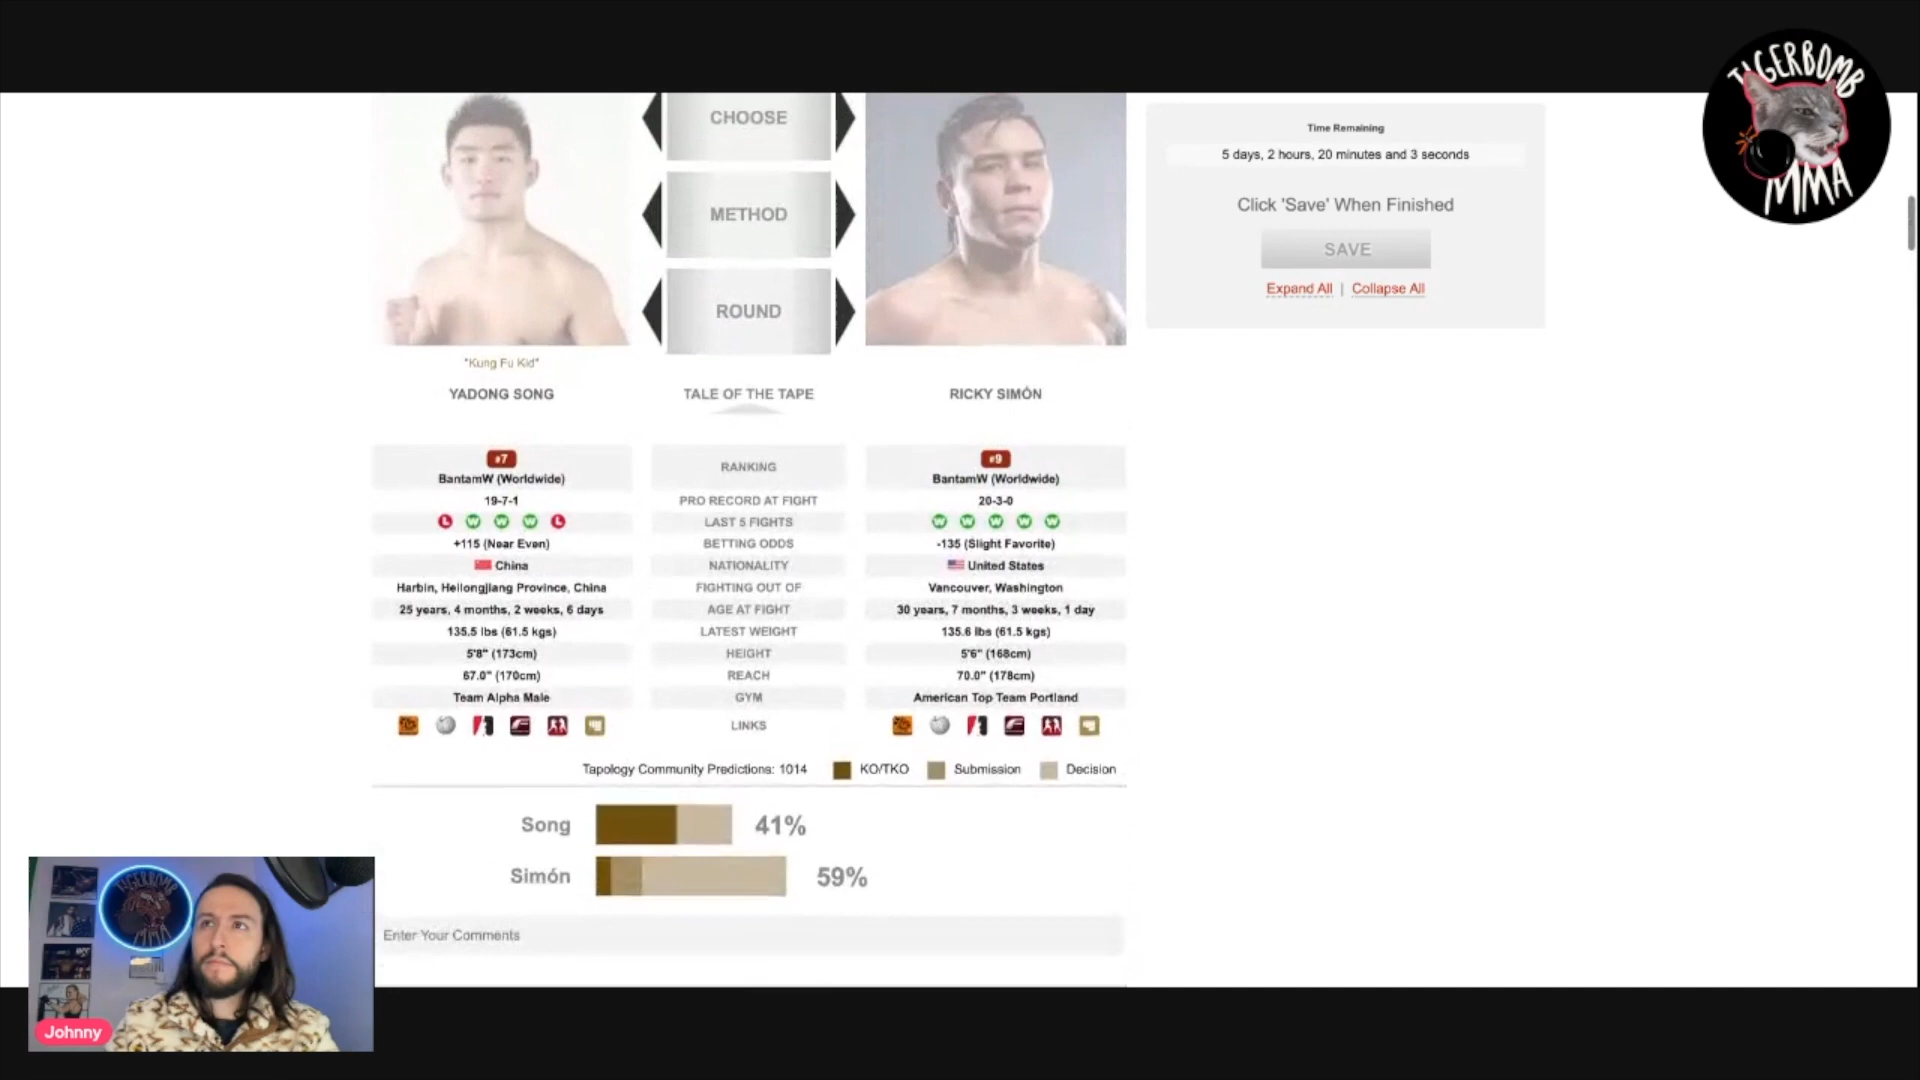 TIGERBOMB
MMA
CHOOSE
METHOD
ROUND
Time Remaining
5 days, 2 hours, 20 minutes and 3 seconds
Click 'Save' When Finished
SAVE
Expand All | Collapse All
"Kung Fu Kid"
YADONG SONG
TALE OF THE TAPE
RICKY SIMÓN
#7
BantamW (Worldwide)
RANKING
#9
BantamW (Worldwide)
19-7-1
PRO RECORD AT FIGHT
20-3-0
L W W W L
LAST 5 FIGHTS
W W W W W
+115 (Near Even)
BETTING ODDS
-135 (Slight Favorite)
China
NATIONALITY
United States
Harbin, Heilongjiang Province, China
FIGHTING OUT OF
Vancouver, Washington
25 years, 4 months, 2 weeks, 6 days
AGE AT FIGHT
30 years, 7 months, 3 weeks, 1 day
135.5 lbs (61.5 kgs)
LATEST WEIGHT
135.6 lbs (61.5 kgs)
5'8" (173cm)
HEIGHT
5'6" (168cm)
67.0" (170cm)
REACH
70.0" (178cm)
Team Alpha Male
GYM
American Top Team Portland
LINKS
Tapology Community Predictions: 1014
KO/TKO
Submission
Decision
Song
41%
Simón
59%
Enter Your Comments
TIGERBOMB
MMA
Johnny